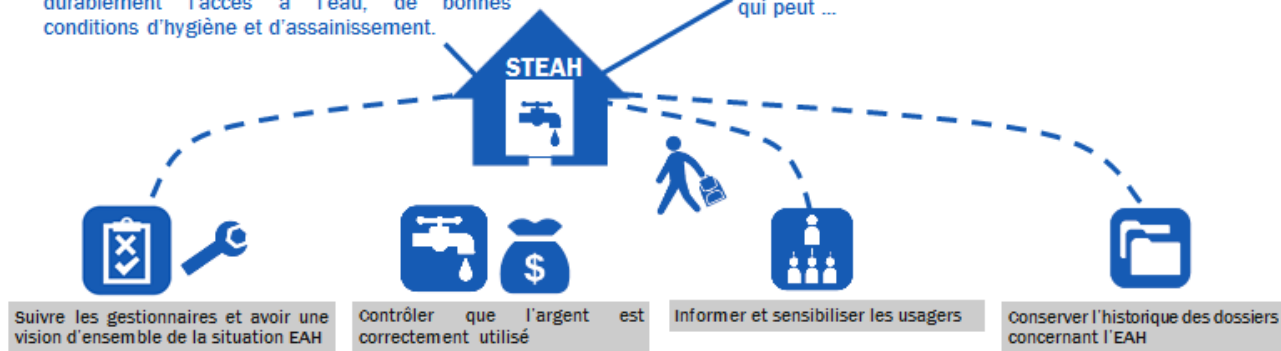 durablement l'accès à l'eau, de bonnes
conditions d'hygiène et d'assainissement.
qui peut ...
STEAH
$
Suivre les gestionnaires et avoir une
vision d'ensemble de la situation EAH
Contrôler que l'argent est
correctement utilisé
Informer et sensibiliser les usagers
Conserver l'historique des dossiers
concernant l'EAH